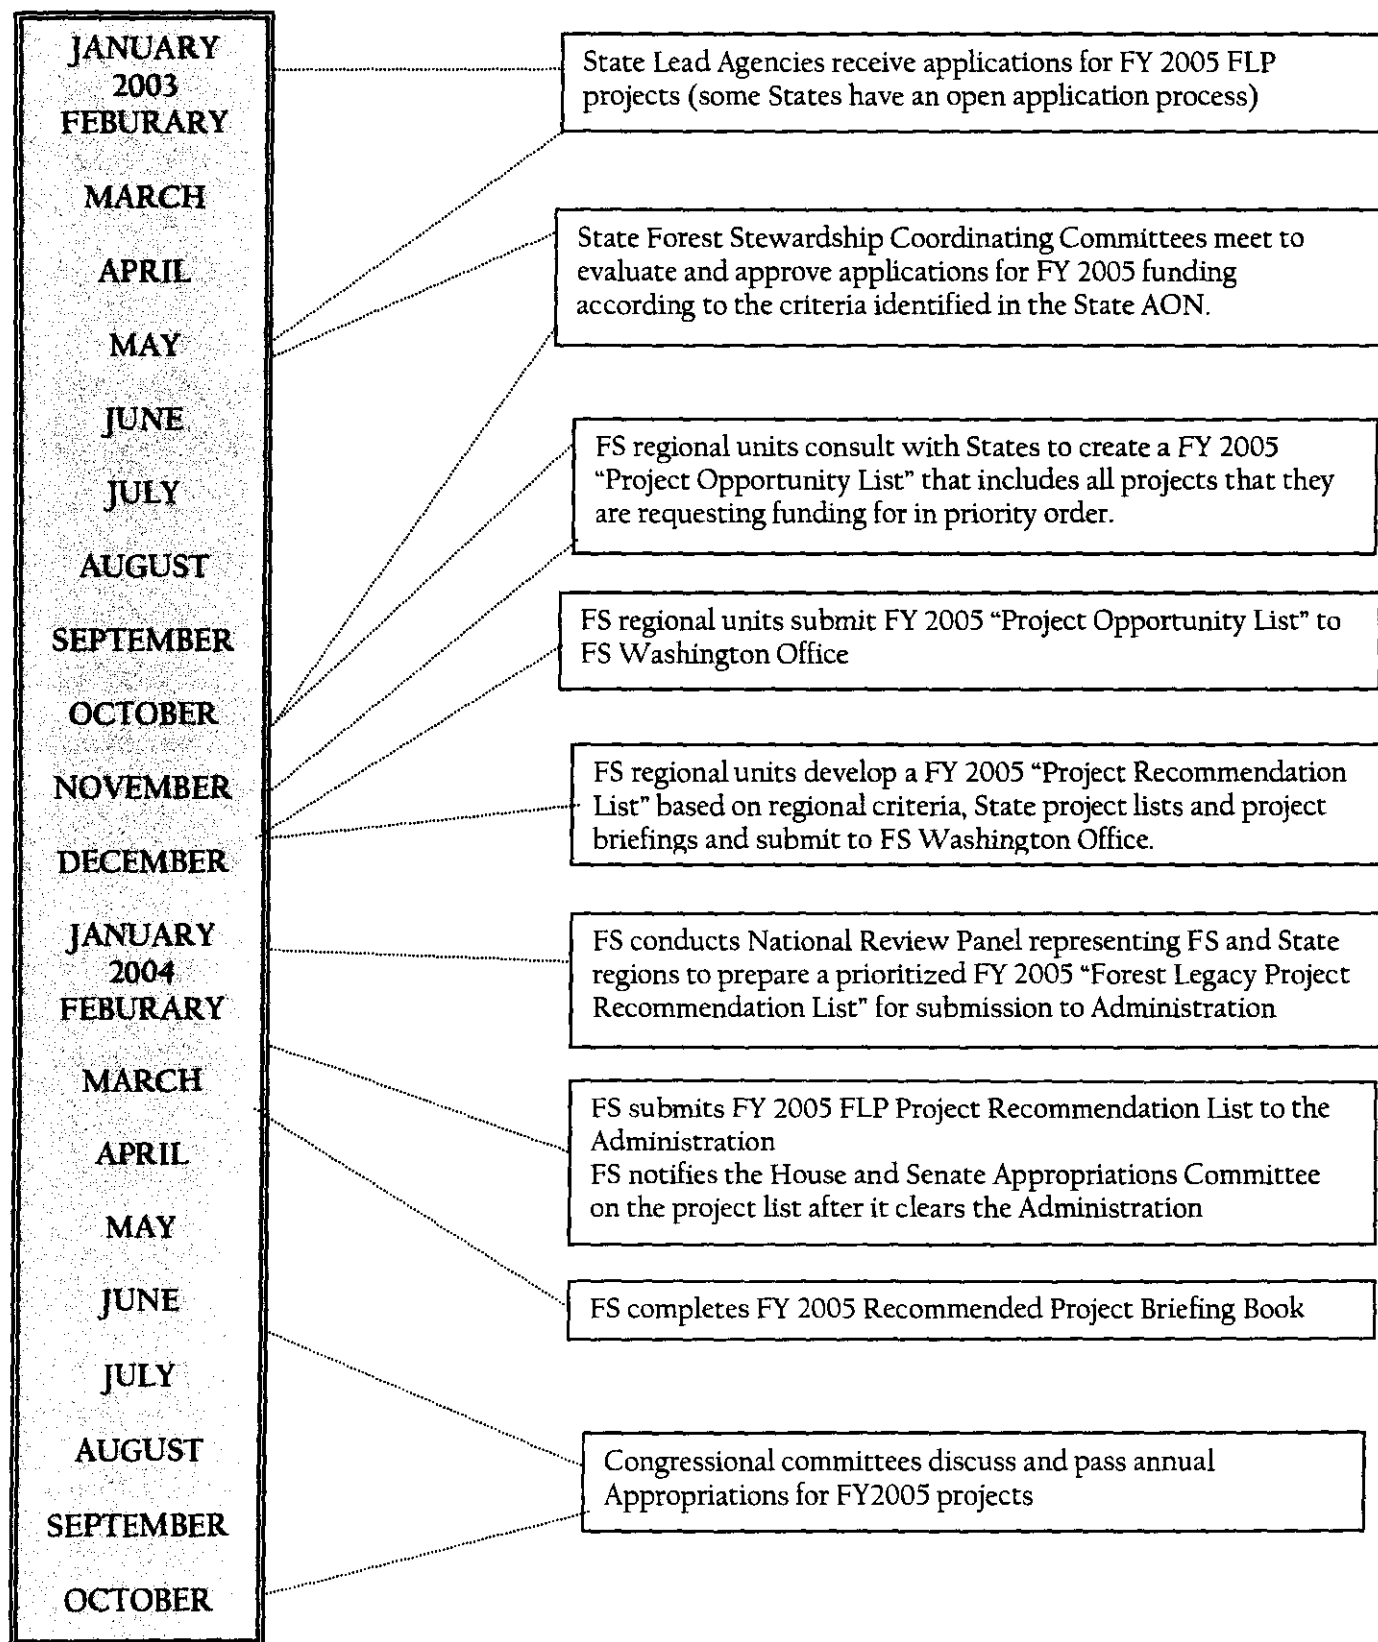 JANUARY
2003
FEBURARY
MARCH
APRIL
MAY
JUNE
JULY
AUGUST
SEPTEMBER
OCTOBER
NOVEMBER
DECEMBER
JANUARY
2004
FEBURARY
MARCH
APRIL
MAY
JUNE
JULY
AUGUST
SEPTEMBER
OCTOBER
State Lead Agencies receive applications for FY 2005 FLP
projects (some States have an open application process)
State Forest Stewardship Coordinating Committees meet to
evaluate and approve applications for FY 2005 funding
according to the criteria identified in the State AON.
FS regional units consult with States to create a FY 2005
“Project Opportunity List” that includes all projects that they
are requesting funding for in priority order.
FS regional units submit FY 2005 “Project Opportunity List” to
FS Washington Office
FS regional units develop a FY 2005 “Project Recommendation
List” based on regional criteria, State project lists and project
briefings and submit to FS Washington Office.
FS conducts National Review Panel representing FS and State
regions to prepare a prioritized FY 2005 “Forest Legacy Project
Recommendation List” for submission to Administration
FS submits FY 2005 FLP Project Recommendation List to the
Administration
FS notifies the House and Senate Appropriations Committee
on the project list after it clears the Administration
FS completes FY 2005 Recommended Project Briefing Book
Congressional committees discuss and pass annual
Appropriations for FY2005 projects